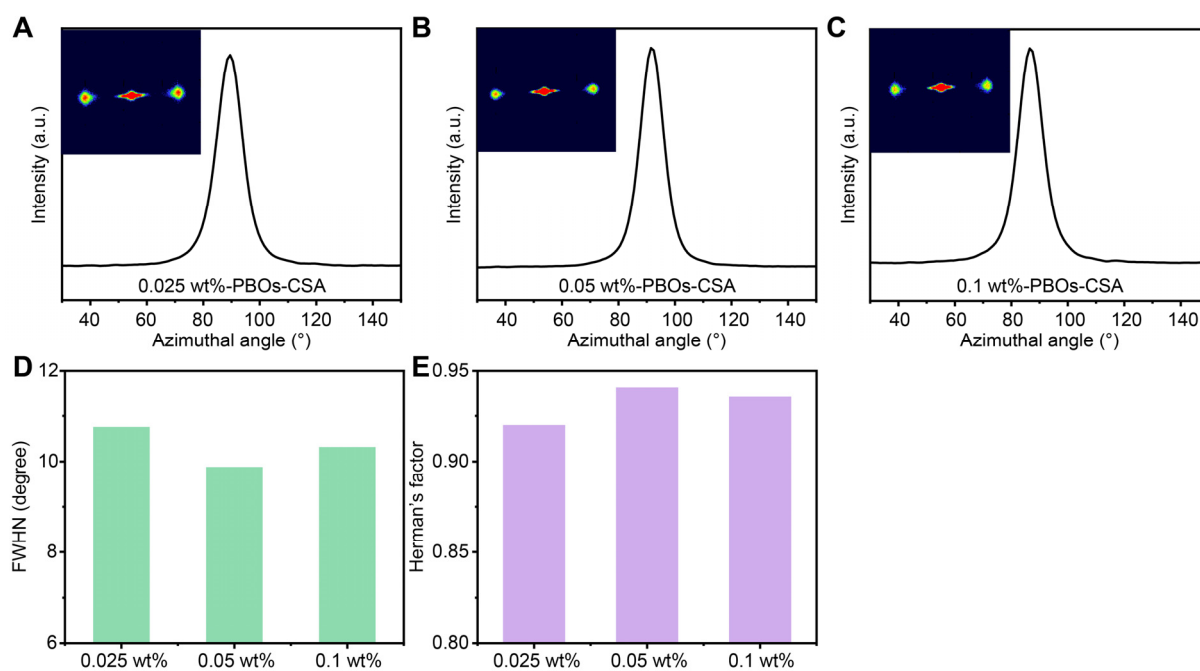 A
Intensity (a.u.)
0.025 wt%-PBOs-CSA
40 60 80 100 120 140
Azimuthal angle (°)
B
Intensity (a.u.)
0.05 wt%-PBOs-CSA
40 60 80 100 120 140
Azimuthal angle (°)
C
Intensity (a.u.)
0.1 wt%-PBOs-CSA
40 60 80 100 120 140
Azimuthal angle (°)
D
FWHN (degree)
12
10
8
6
0.025 wt% 0.05 wt% 0.1 wt%
E
Herman's factor
0.95
0.90
0.85
0.80
0.025 wt% 0.05 wt% 0.1 wt%